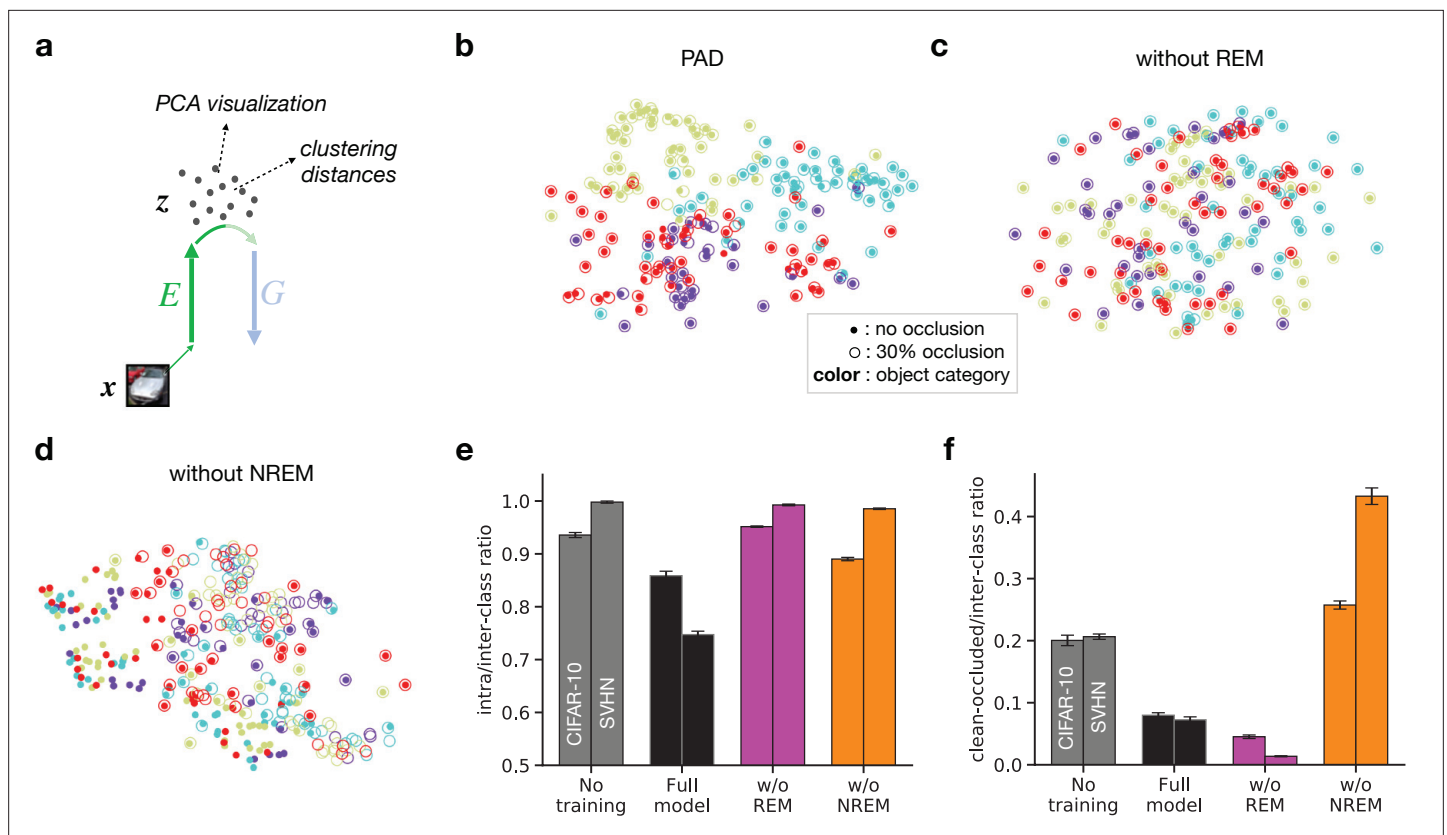 a
PCA visualization
clustering
distances
z
E
G
x
b
PAD
c
without REM
● : no occlusion
○ : 30% occlusion
color : object category
d
without NREM
e
intra/inter-class ratio
1.0
0.9
0.8
0.7
0.6
0.5
CIFAR-10
SVHN
No
training
Full
model
w/o
REM
w/o
NREM
f
clean-occluded/inter-class ratio
0.4
0.3
0.2
0.1
0.0
CIFAR-10
SVHN
No
training
Full
model
w/o
REM
w/o
NREM